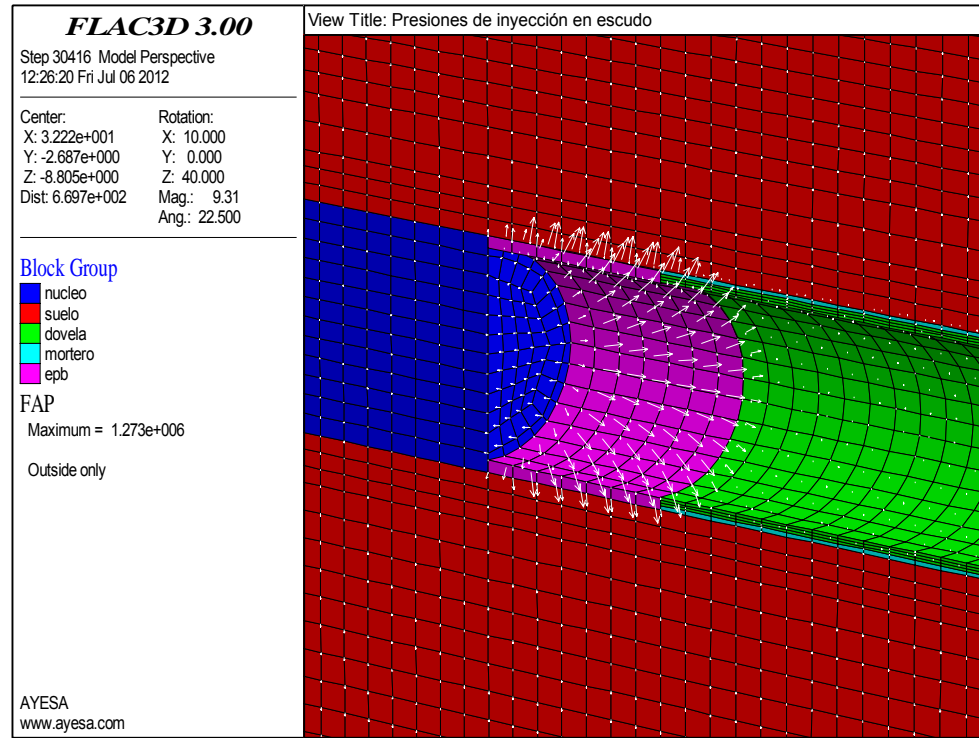 FLAC3D 3.00
Step 30416 Model Perspective
12:26:20 Fri Jul 06 2012
Center:
X: 3.222e+001
Y: -2.687e+000
Z: -8.805e+000
Dist: 6.697e+002
Rotation:
X: 10.000
Y: 0.000
Z: 40.000
Mag.: 9.31
Ang.: 22.500
Block Group
nucleo
suelo
dovela
mortero
epb
FAP
Maximum = 1.273e+006
Outside only
AYESA
www.ayesa.com
View Title: Presiones de inyección en escudo